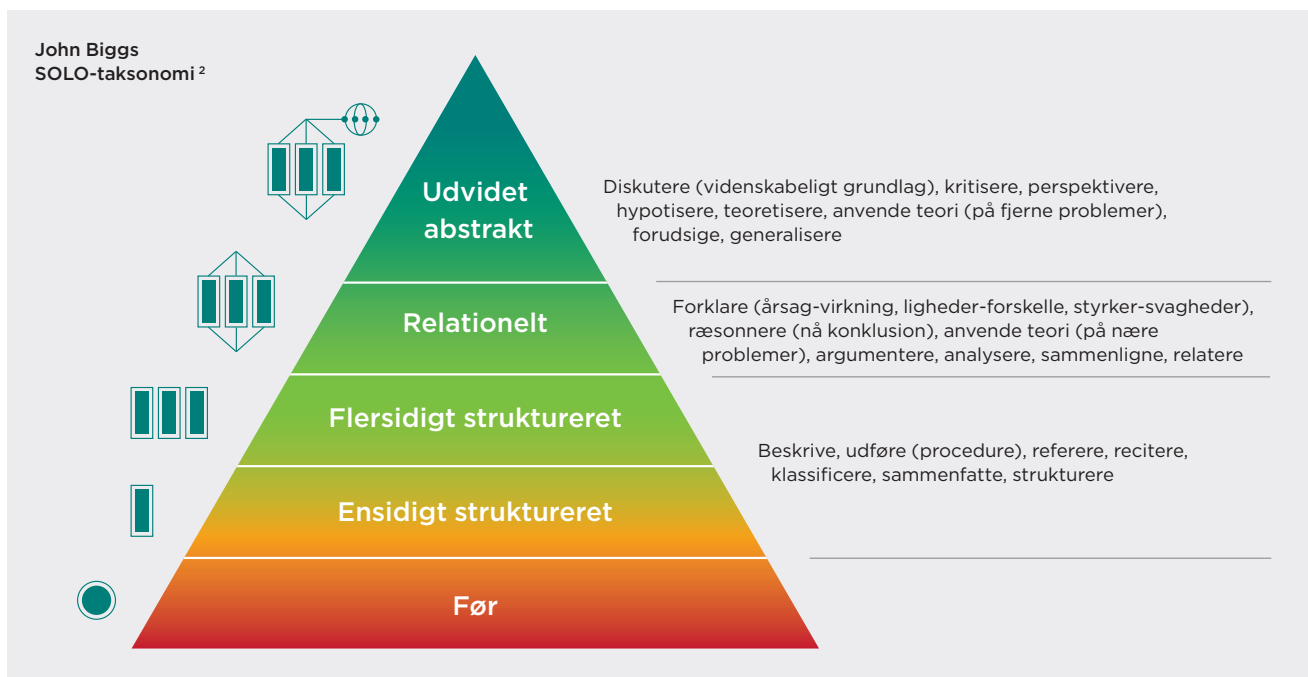 John Biggs
SOLO-taksonomi ²
Udvidet
abstrakt
Diskutere (videnskabeligt grundlag), kritisere, perspektivere,
hypotisere, teoretisere, anvende teori (på fjerne problemer),
forudsige, generalisere
Relationelt
Forklare (årsag-virkning, ligheder-forskelle, styrker-svagheder),
ræsonnere (nå konklusion), anvende teori (på nære
problemer), argumentere, analysere, sammenligne, relatere
Flersidigt struktureret
Beskrive, udføre (procedure), referere, recitere,
klassificere, sammenfatte, strukturere
Ensidigt struktureret
Før